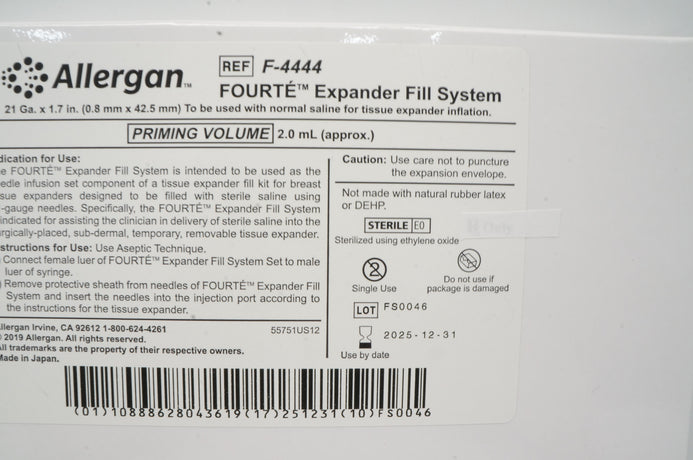 Allergan™
REF F-4444
FOURTÉ™ Expander Fill System
21 Ga. x 1.7 in. (0.8 mm x 42.5 mm) To be used with normal saline for tissue expander inflation.
PRIMING VOLUME 2.0 mL (approx.)
dication for Use:
e FOURTÉ™ Expander Fill System is intended to be used as the
edle infusion set component of a tissue expander fill kit for breast
sue expanders designed to be filled with sterile saline using
-gauge needles. Specifically, the FOURTÉ™ Expander Fill System
indicated for assisting the clinician in delivery of sterile saline into the
rgically-placed, sub-dermal, temporary, removable tissue expander.
structions for Use: Use Aseptic Technique.
Connect female luer of FOURTÉ™ Expander Fill System Set to male
luer of syringe.
) Remove protective sheath from needles of FOURTÉ™ Expander Fill
System and insert the needles into the injection port according to
the instructions for the tissue expander.
llergan Irvine, CA 92612 1-800-624-4261
55751US12
© 2019 Allergan. All rights reserved.
ll trademarks are the property of their respective owners.
Made in Japan.
Caution: Use care not to puncture
the expansion envelope.
Not made with natural rubber latex
or DEHP.
STERILE EO
Sterilized using ethylene oxide
R Only
2
Single Use
Do not use if
package is damaged
LOT FS0046
2025-12-31
Use by date
(01)10888628043619(17)251231(10)FS0046